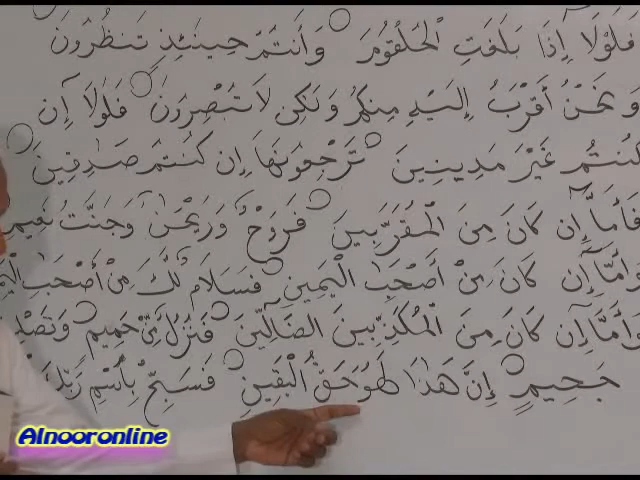 فَلَوْلَا إِذَا بَلَغَتِ الْحُلْقُومَ ○ وَأَنتُمْ حِينَئِذٍ تَنظُرُونَ
وَنَحْنُ أَقْرَبُ إِلَيْهِ مِنكُمْ وَلَكِن لَا تُبْصِرُونَ ○ فَلَوْلَا إِن
كُنتُمْ غَيْرَ مَدِينِينَ ○ تَرْجِعُونَهَا إِن كُنتُمْ صَادِقِينَ ○
فَأَمَّا إِن كَانَ مِنَ الْمُقَرَّبِينَ ○ فَرَوْحٌ وَرَيْحَانٌ وَجَنَّتُ نَعِيمٍ
وَأَمَّا إِن كَانَ مِنْ أَصْحَابِ الْيَمِينِ ○ فَسَلَامٌ لَّكَ مِنْ أَصْحَابِ
وَأَمَّا إِن كَانَ مِنَ الْمُكَذِّبِينَ الضَّالِّينَ ○ فَنُزُلٌ مِّنْ حَمِيمٍ ○
جَحِيمٍ ○ إِنَّ هَذَا لَهُوَ حَقُّ الْيَقِينِ ○ فَسَبِّحْ بِاسْمِ
Alnooronline